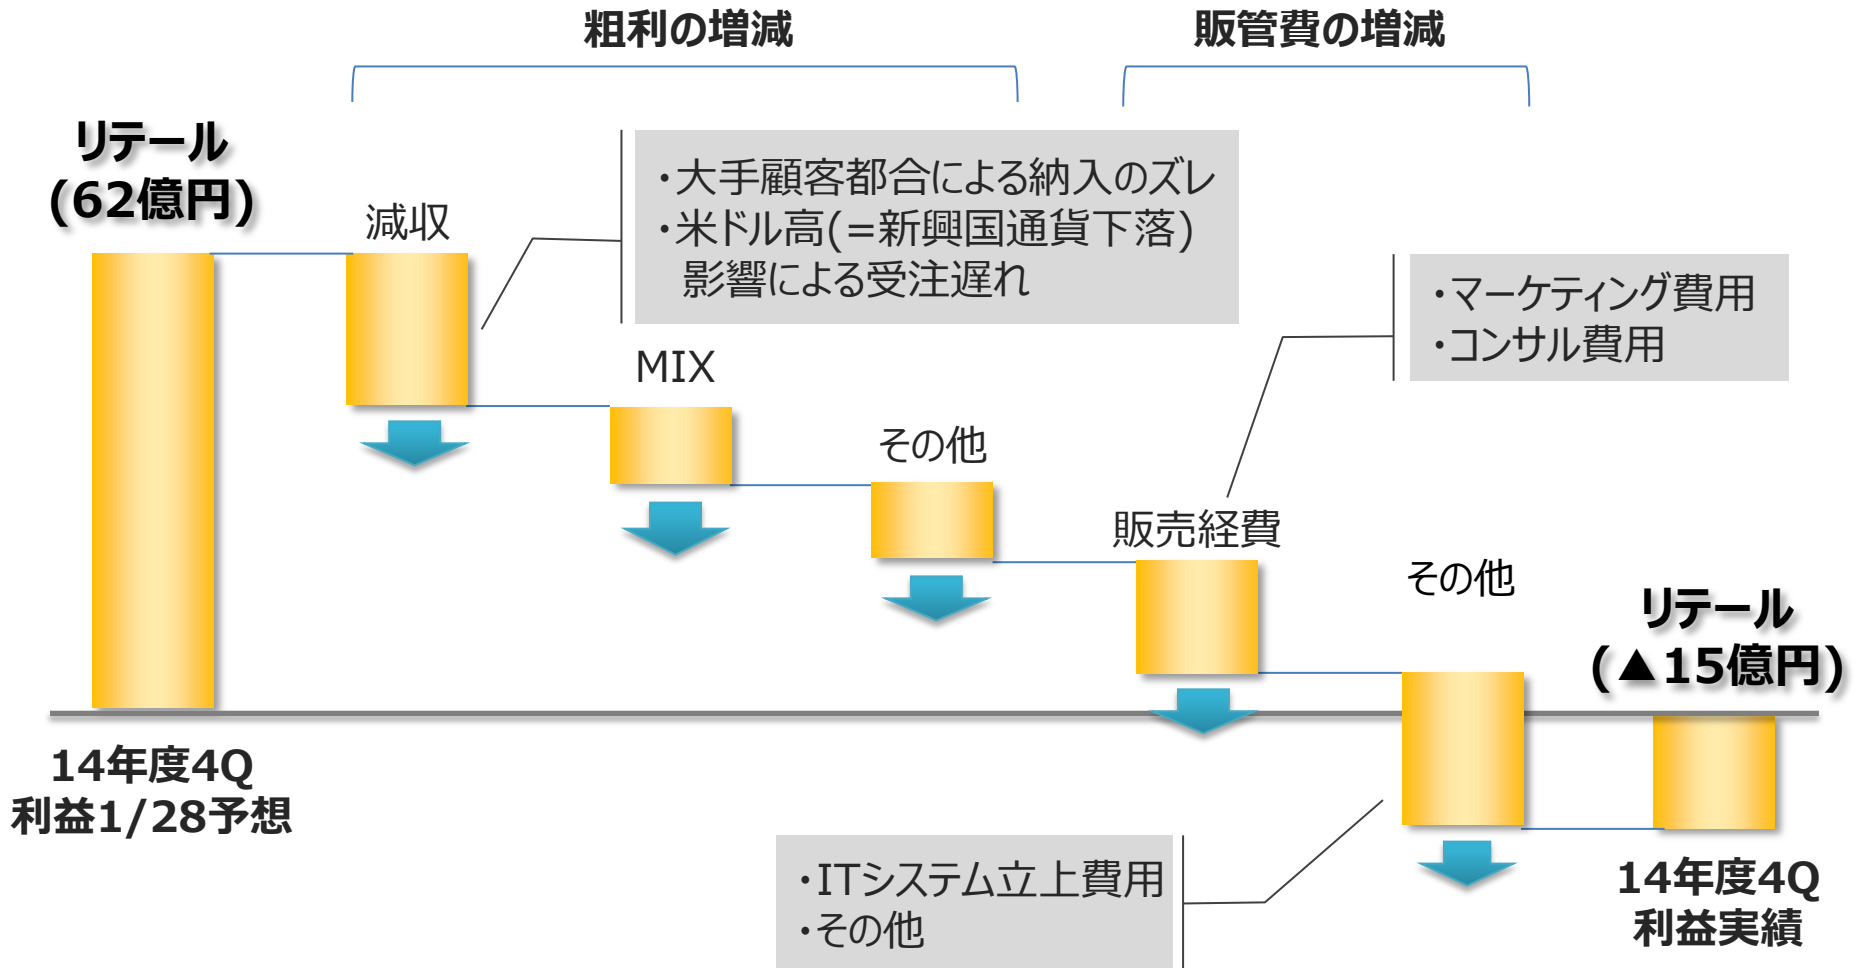 粗利の増減
販管費の増減
リテール
(62億円)
減収
・大手顧客都合による納入のズレ
・米ドル高(=新興国通貨下落)
影響による受注遅れ
MIX
その他
・マーケティング費用
・コンサル費用
販売経費
その他
リテール
(▲15億円)
14年度4Q
利益1/28予想
・ITシステム立上費用
・その他
14年度4Q
利益実績